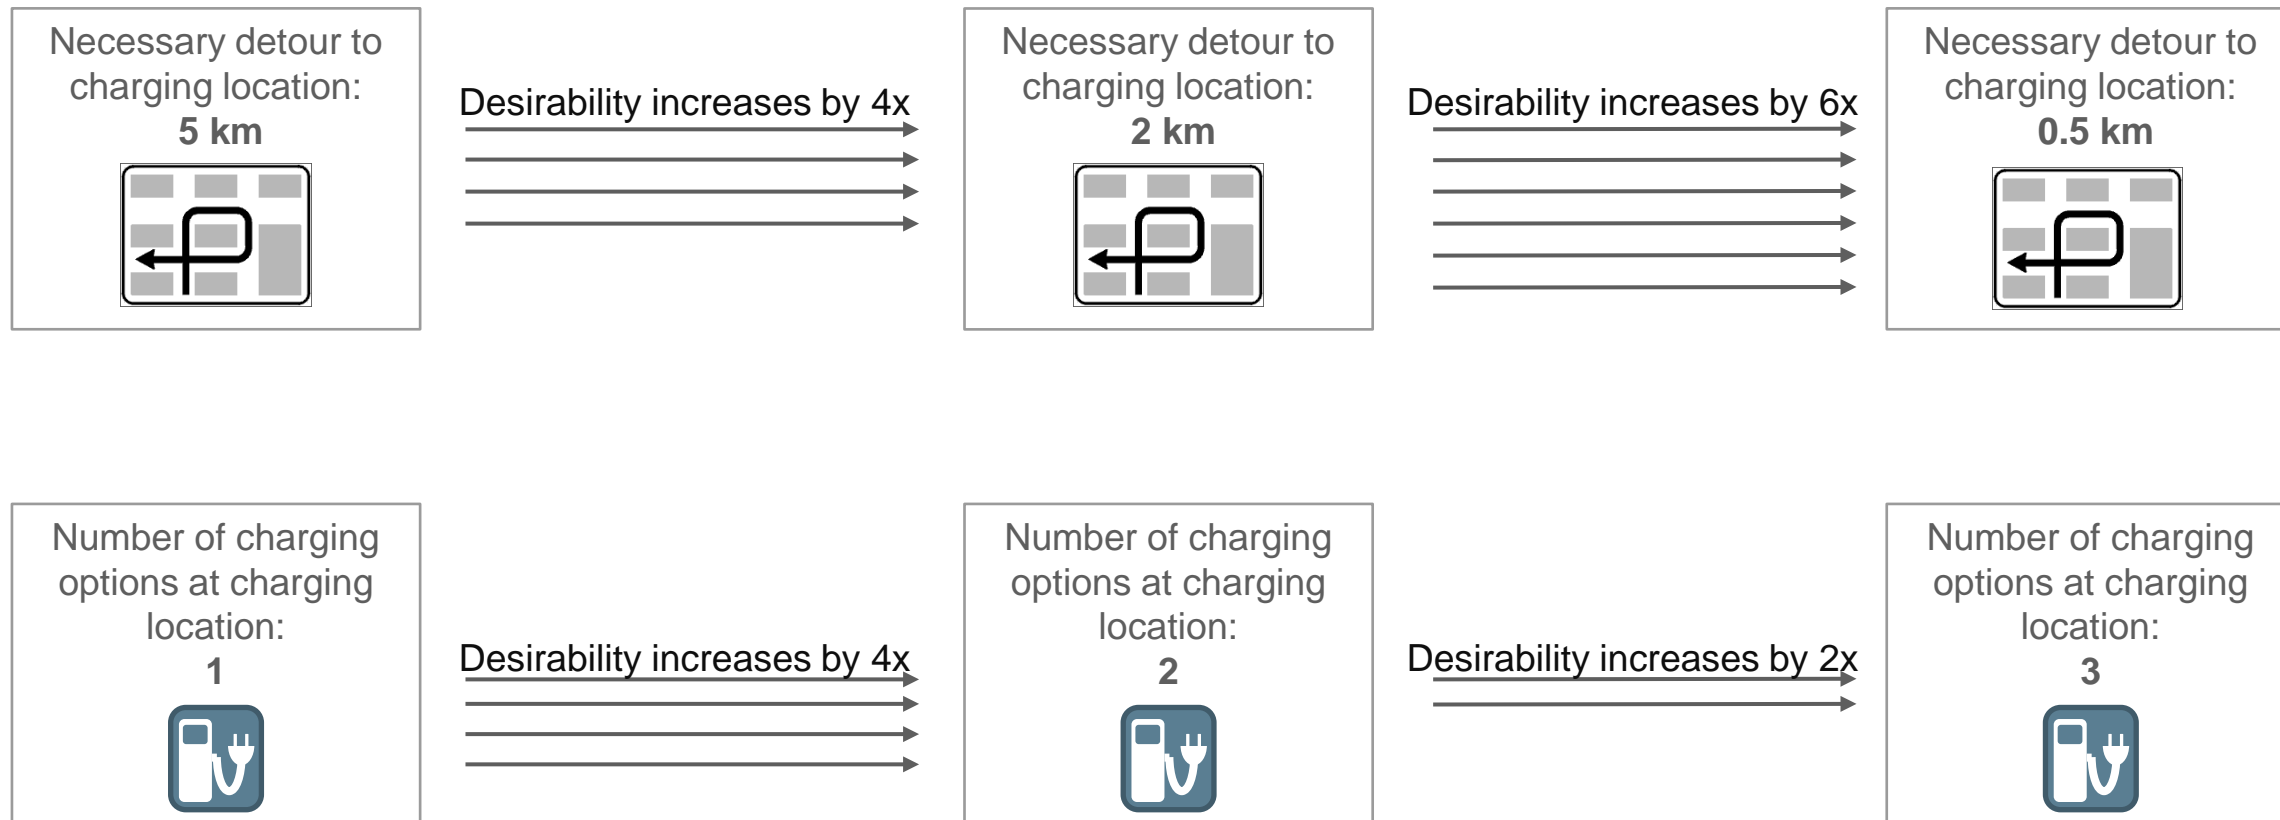 Necessary detour to
charging location:
5 km
Desirability increases by 4x
Necessary detour to
charging location:
2 km
Desirability increases by 6x
Necessary detour to
charging location:
0.5 km
Number of charging
options at charging
location:
1
Desirability increases by 4x
Number of charging
options at charging
location:
2
Desirability increases by 2x
Number of charging
options at charging
location:
3